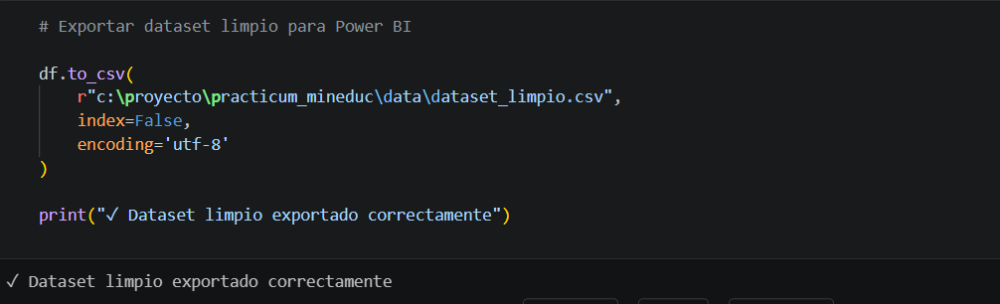 # Exportar dataset limpio para Power BI
df.to_csv(
r"c:\proyecto\practicum_mineduc\data\dataset_limpio.csv",
index=False,
encoding='utf-8'
)
print("✓ Dataset limpio exportado correctamente")
✓ Dataset limpio exportado correctamente